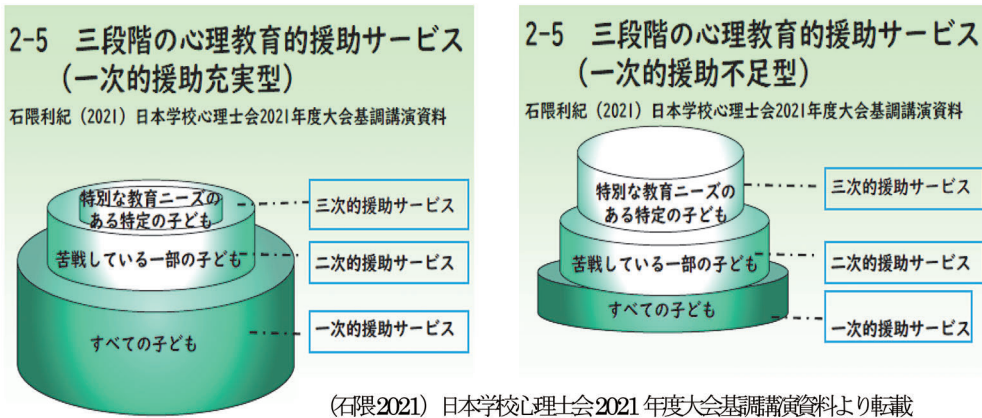 2-5 三段階の心理教育的援助サービス
(一次的援助充実型)
石隈利紀（2021）日本学校心理士会2021年度大会基調講演資料
特別な教育ニーズの
ある特定の子ども
三次的援助サービス
苦戦している一部の子ども
二次的援助サービス
すべての子ども
一次的援助サービス
2-5 三段階の心理教育的援助サービス
(一次的援助不足型)
石隈利紀（2021）日本学校心理士会2021年度大会基調講演資料
特別な教育ニーズの
ある特定の子ども
三次的援助サービス
苦戦している一部の子ども
二次的援助サービス
すべての子ども
一次的援助サービス
（石隈2021）日本学校心理士会2021年度大会基調講演資料より転載